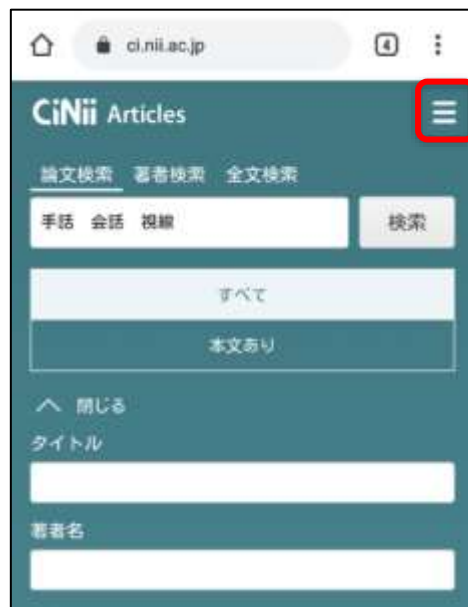 ci.nii.ac.jp 4
CiNii Articles
論文検索 著者検索 全文検索
手話 会話 視線 検索
すべて
本文あり
閉じる
タイトル
著者名